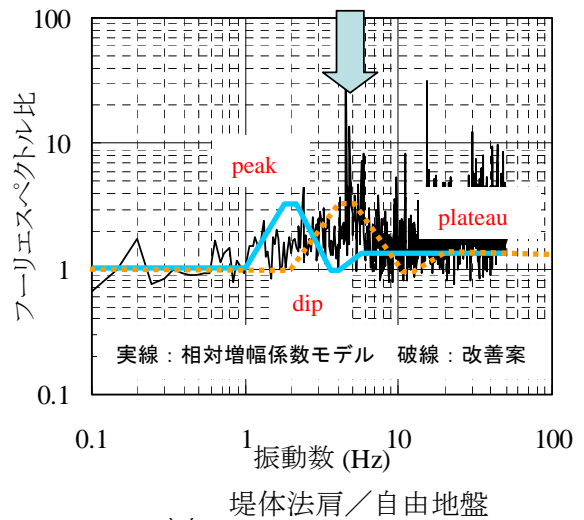 100
フーリェスペクトル比
10
peak
plateau
1
dip
実線：相対増幅係数モデル 破線：改善案
0.1
0.1 1 10 100
振動数 (Hz)
堤体法肩／自由地盤